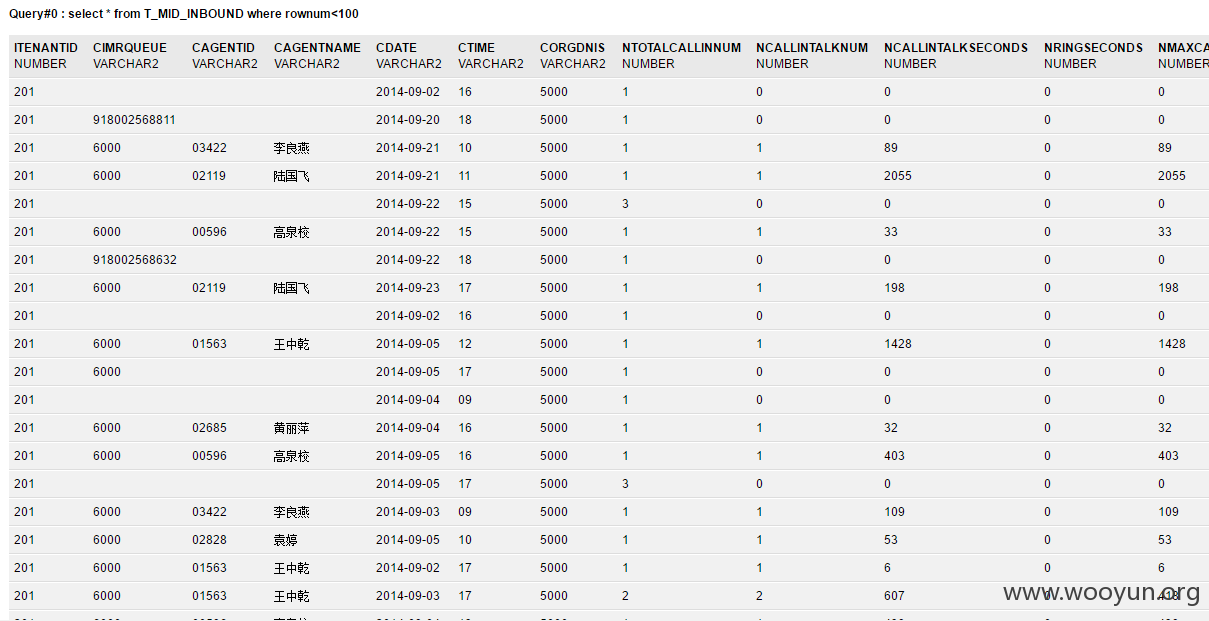 Query#0 : select * from T_MID_INBOUND where rownum<100
ITENANTID CIMRQUEUE CAGENTID CAGENTNAME CDATE CTIME CORGDNIS NTOTALCALLINNUM NCALLINTALKNUM NCALLINTALKSECONDS NRINGSECONDS NMAXCA
NUMBER VARCHAR2 VARCHAR2 VARCHAR2 VARCHAR2 VARCHAR2 VARCHAR2 NUMBER NUMBER NUMBER NUMBER NUMBER
201 2014-09-02 16 5000 1 0 0 0 0
201 918002568811 2014-09-20 18 5000 1 0 0 0 0
201 6000 03422 李良燕 2014-09-21 10 5000 1 1 89 0 89
201 6000 02119 陆国飞 2014-09-21 11 5000 1 1 2055 0 2055
201 2014-09-22 15 5000 3 0 0 0 0
201 6000 00596 高泉校 2014-09-22 15 5000 1 1 33 0 33
201 918002568632 2014-09-22 18 5000 1 0 0 0 0
201 6000 02119 陆国飞 2014-09-23 17 5000 1 1 198 0 198
201 2014-09-02 16 5000 1 0 0 0 0
201 6000 01563 王中乾 2014-09-05 12 5000 1 1 1428 0 1428
201 6000 2014-09-05 17 5000 1 0 0 0 0
201 2014-09-04 09 5000 1 0 0 0 0
201 6000 02685 黄丽萍 2014-09-04 16 5000 1 1 32 0 32
201 6000 00596 高泉校 2014-09-05 16 5000 1 1 403 0 403
201 2014-09-05 17 5000 3 0 0 0 0
201 6000 03422 李良燕 2014-09-03 09 5000 1 1 109 0 109
201 6000 02828 袁婷 2014-09-05 10 5000 1 1 53 0 53
201 6000 01563 王中乾 2014-09-02 17 5000 1 1 6 0 6
201 6000 01563 王中乾 2014-09-03 17 5000 2 2 607 0
www.wooyun.org